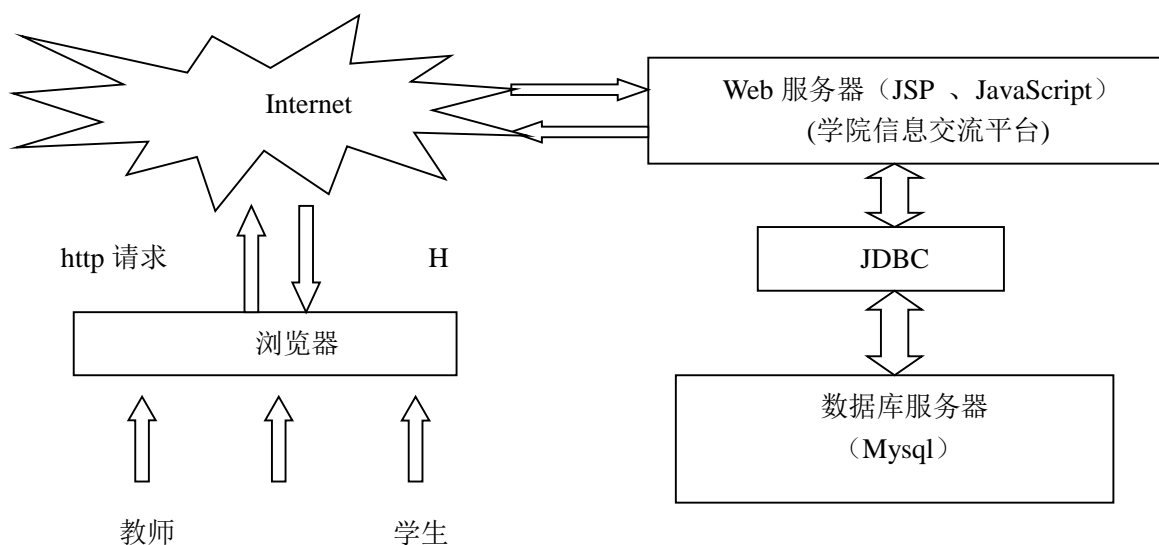 Internet
Web 服务器（JSP 、JavaScript）
(学院信息交流平台)
http 请求
H
JDBC
浏览器
数据库服务器
（Mysql）
教师
学生